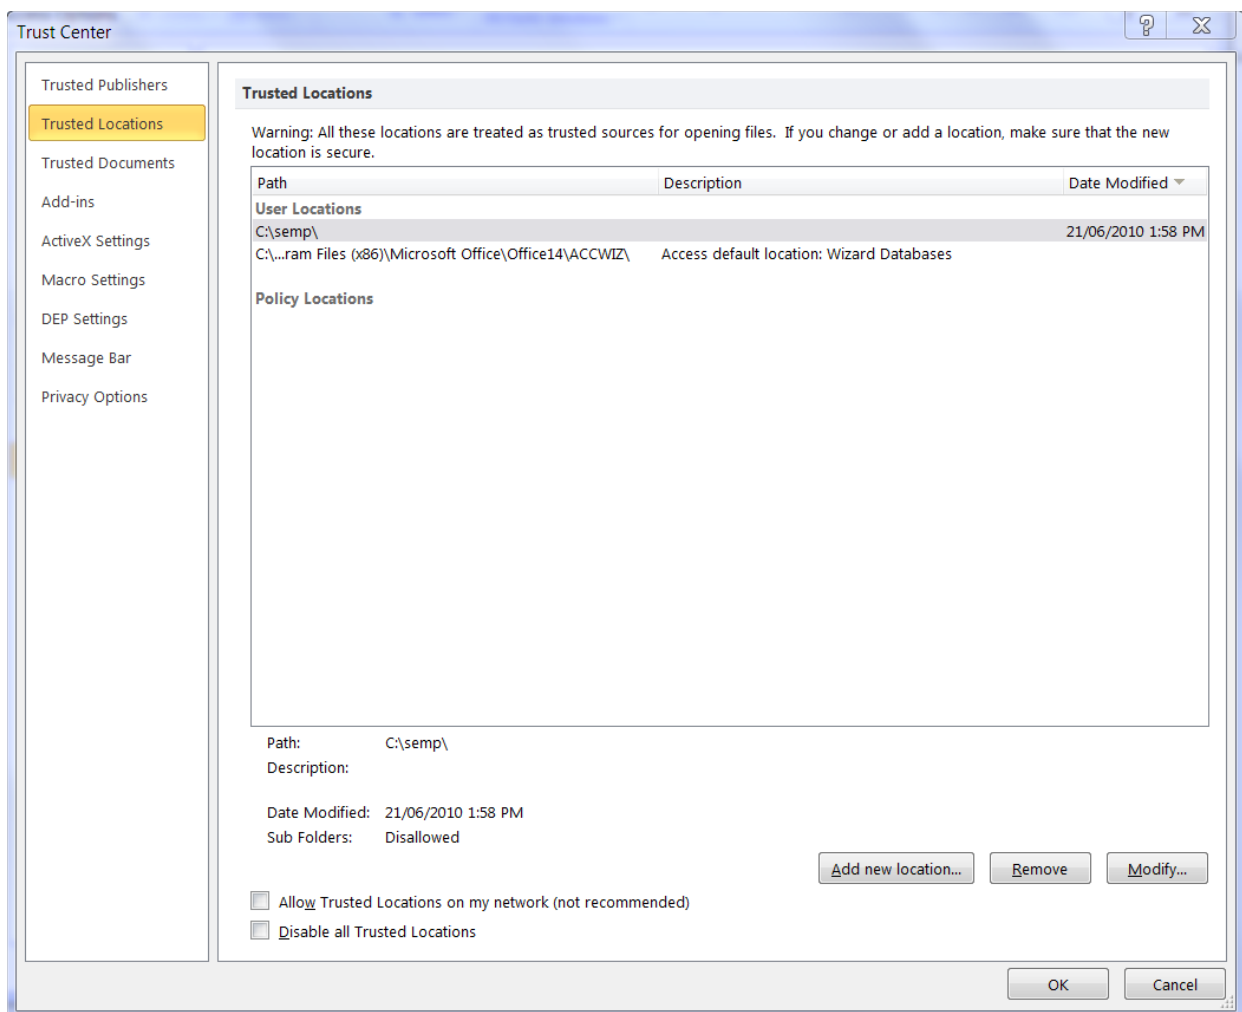 Trust Center
Trusted Publishers
Trusted Locations
Trusted Documents
Add-ins
ActiveX Settings
Macro Settings
DEP Settings
Message Bar
Privacy Options
Trusted Locations
Warning: All these locations are treated as trusted sources for opening files. If you change or add a location, make sure that the new
location is secure.
Path Description Date Modified
User Locations
C:\semp\ 21/06/2010 1:58 PM
C:\...ram Files (x86)\Microsoft Office\Office14\ACCWIZ\ Access default location: Wizard Databases
Policy Locations
Path: C:\semp\
Description:
Date Modified: 21/06/2010 1:58 PM
Sub Folders: Disallowed
Add new location... Remove Modify...
Allow Trusted Locations on my network (not recommended)
Disable all Trusted Locations
OK Cancel